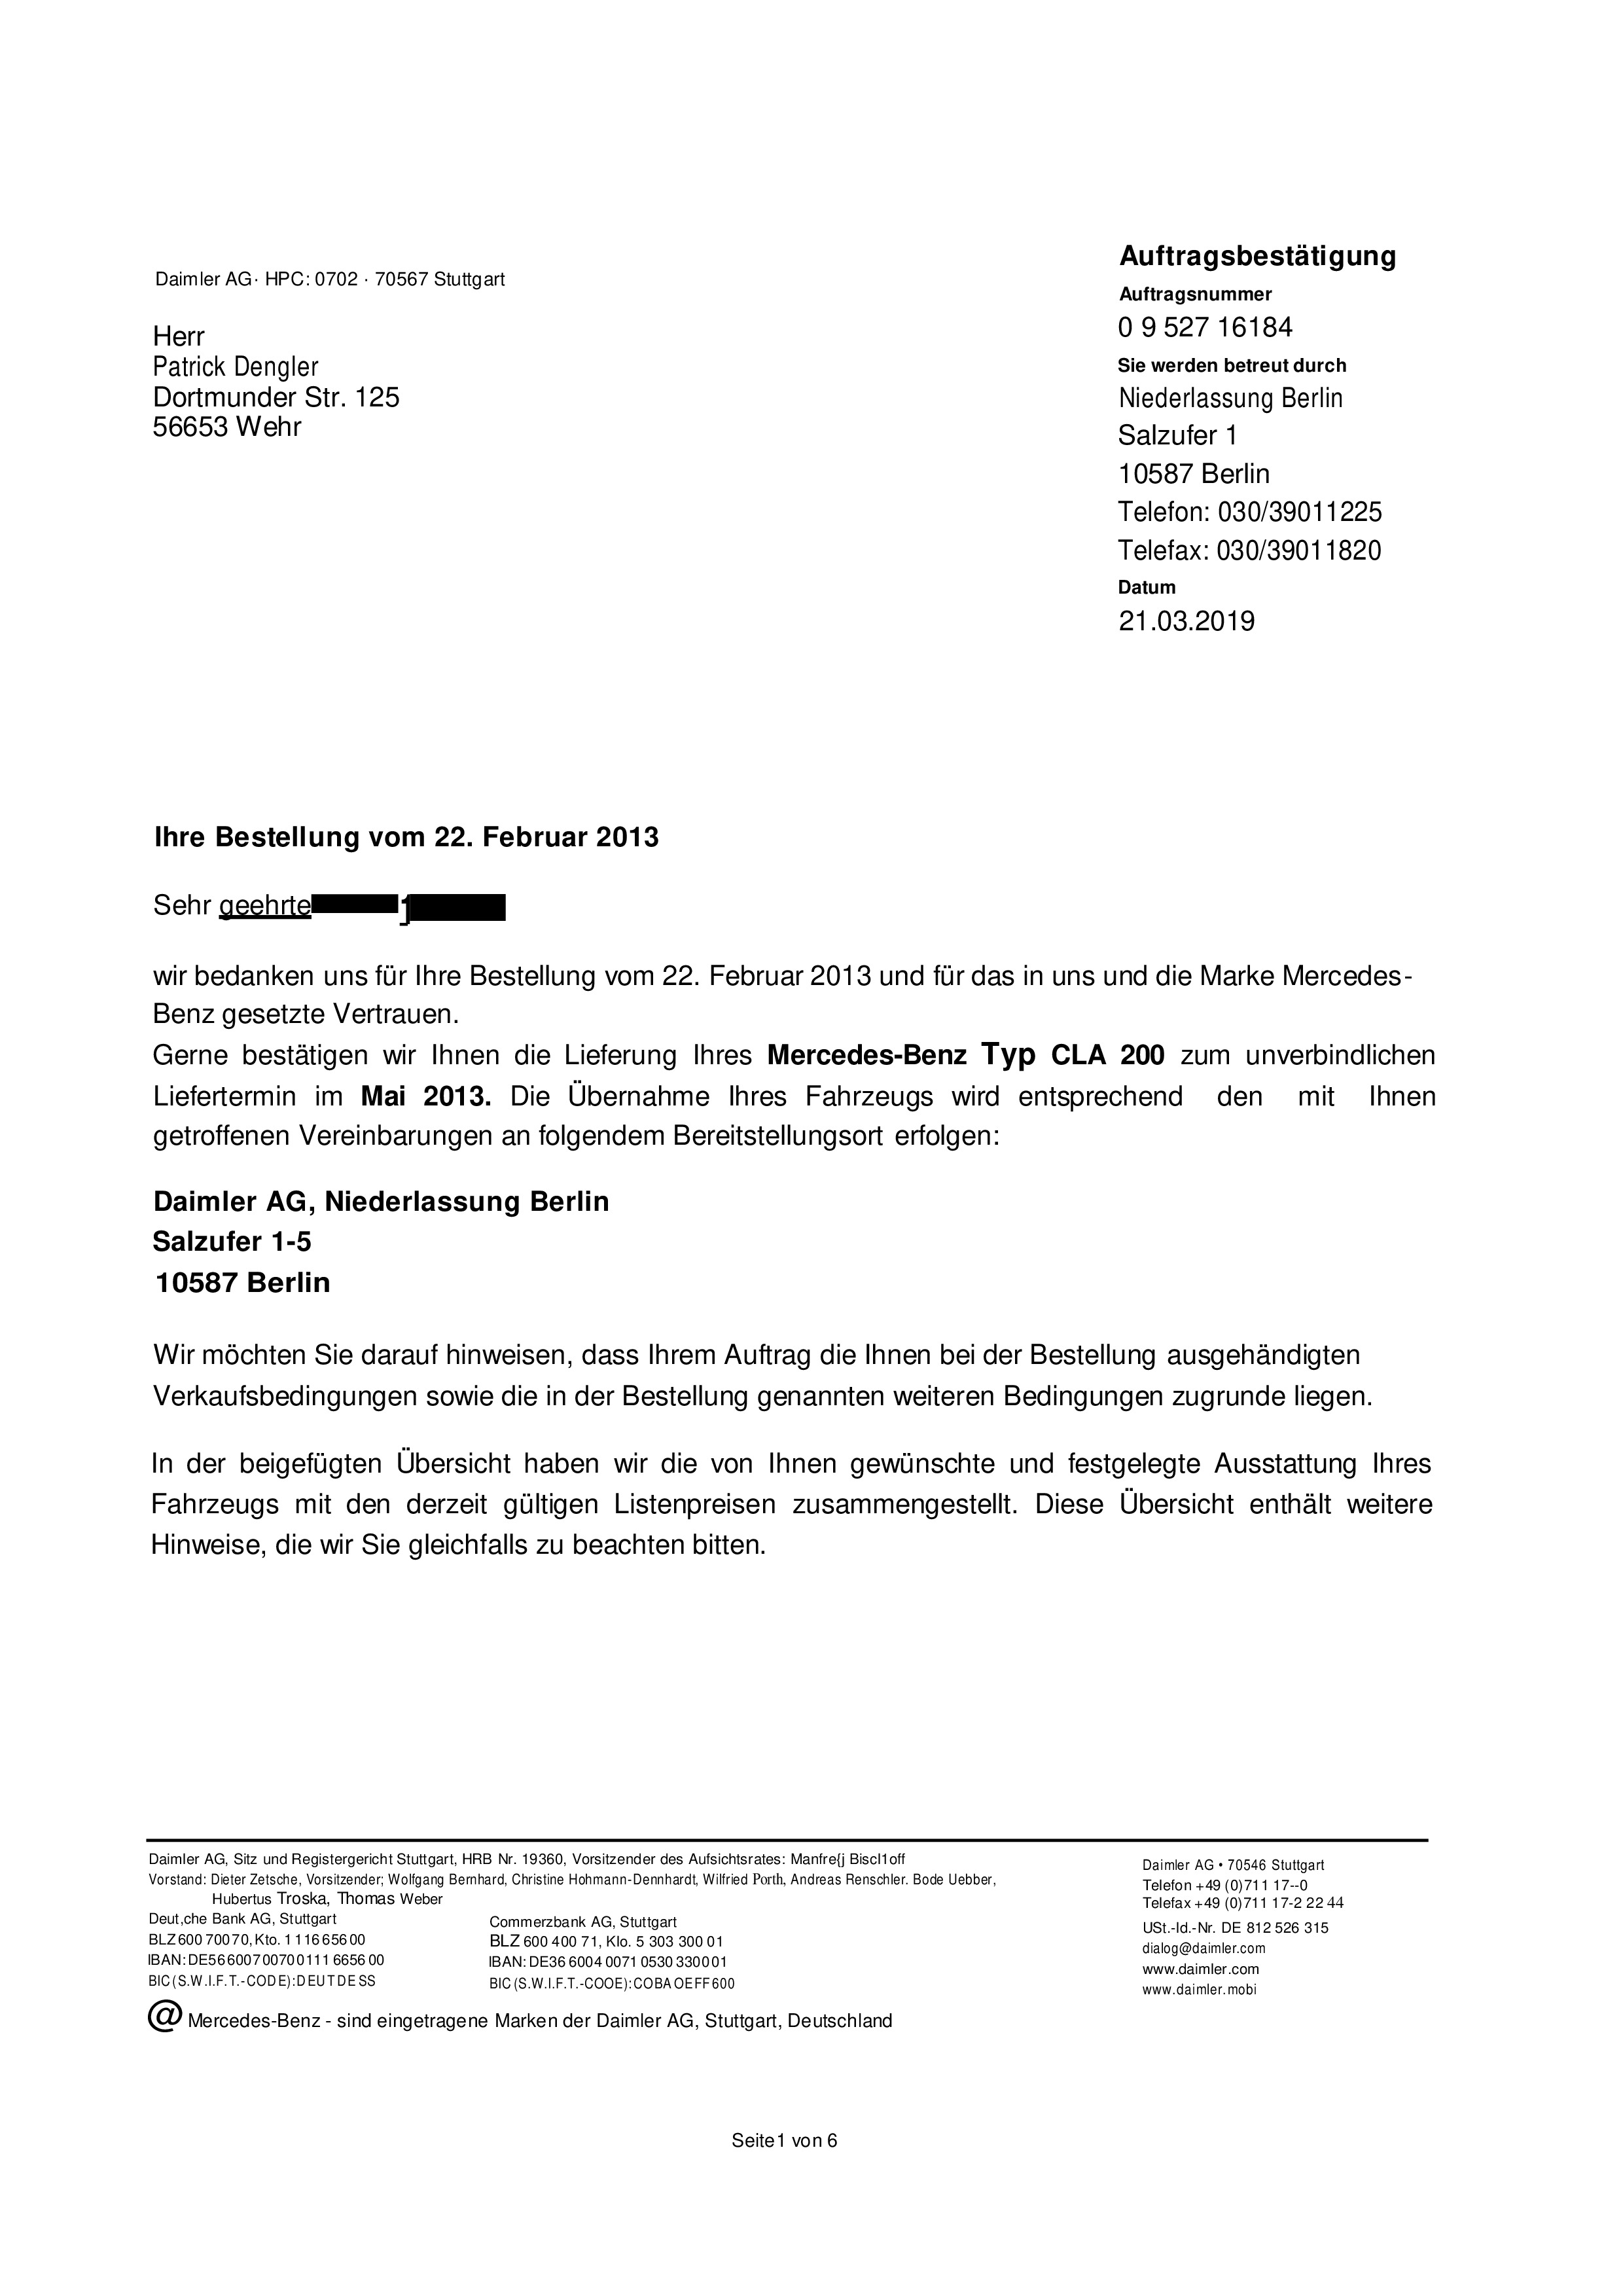 Auftragsbestätigung
Daimler AG· HPC: 0702 · 70567 Stuttgart
Auftragsnummer
0 9 527 16184
Herr
Patrick Dengler
Dortmunder Str. 125
56653 Wehr
Sie werden betreut durch
Niederlassung Berlin
Salzufer 1
10587 Berlin
Telefon: 030/39011225
Telefax: 030/39011820
Datum
21.03.2019
Ihre Bestellung vom 22. Februar 2013
Sehr geehrte
wir bedanken uns für Ihre Bestellung vom 22. Februar 2013 und für das in uns und die Marke Mercedes-
Benz gesetzte Vertrauen.
Gerne bestätigen wir Ihnen die Lieferung Ihres Mercedes-Benz Typ CLA 200 zum unverbindlichen
Liefertermin im Mai 2013. Die Übernahme Ihres Fahrzeugs wird entsprechend den mit Ihnen
getroffenen Vereinbarungen an folgendem Bereitstellungsort erfolgen:
Daimler AG, Niederlassung Berlin
Salzufer 1-5
10587 Berlin
Wir möchten Sie darauf hinweisen, dass Ihrem Auftrag die Ihnen bei der Bestellung ausgehändigten
Verkaufsbedingungen sowie die in der Bestellung genannten weiteren Bedingungen zugrunde liegen.
In der beigefügten Übersicht haben wir die von Ihnen gewünschte und festgelegte Ausstattung Ihres
Fahrzeugs mit den derzeit gültigen Listenpreisen zusammengestellt. Diese Übersicht enthält weitere
Hinweise, die wir Sie gleichfalls zu beachten bitten.
Daimler AG, Sitz und Registergericht Stuttgart, HRB Nr. 19360, Vorsitzender des Aufsichtsrates: Manfre{j Biscl1off
Vorstand: Dieter Zetsche, Vorsitzender; Wolfgang Bernhard, Christine Hohmann-Dennhardt, Wilfried Porth, Andreas Renschler. Bode Uebber,
Hubertus Troska, Thomas Weber
Deut,che Bank AG, Stuttgart
BLZ 600 700 70, Kto. 1 1 16 656 00
IBAN: DE56 6007 0070 0111 6656 00
BIC (S.W.I.F.T.-CODE): DEUTDESS
Commerzbank AG, Stuttgart
BLZ 600 400 71, Klo. 5 303 300 01
IBAN: DE36 6004 0071 0530 3300 01
BIC (S.W.I.F.T.-COOE): COBA OEFF 600
Daimler AG • 70546 Stuttgart
Telefon +49 (0)711 17--0
Telefax +49 (0)711 17-2 22 44
USt.-Id.-Nr. DE 812 526 315
dialog@daimler.com
www.daimler.com
www.daimler.mobi
@ Mercedes-Benz - sind eingetragene Marken der Daimler AG, Stuttgart, Deutschland
Seite1 von 6